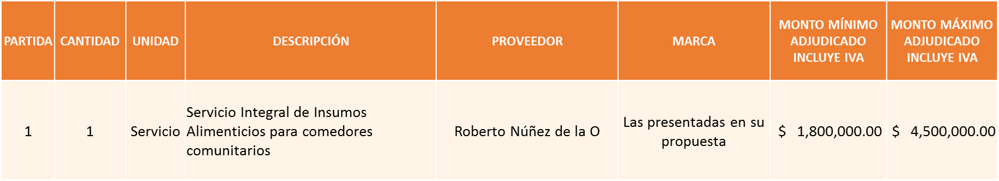 PARTIDA CANTIDAD UNIDAD DESCRIPCIÓN PROVEEDOR MARCA
MONTO MÍNIMO
ADJUDICADO
INCLUYE IVA
MONTO MÁXIMO
ADJUDICADO
INCLUYE IVA
1 1 Servicio
Servicio Integral de Insumos
Alimenticios para comedores
comunitarios
Roberto Núñez de la O
Las presentadas en su
propuesta
$ 1,800,000.00 $ 4,500,000.00